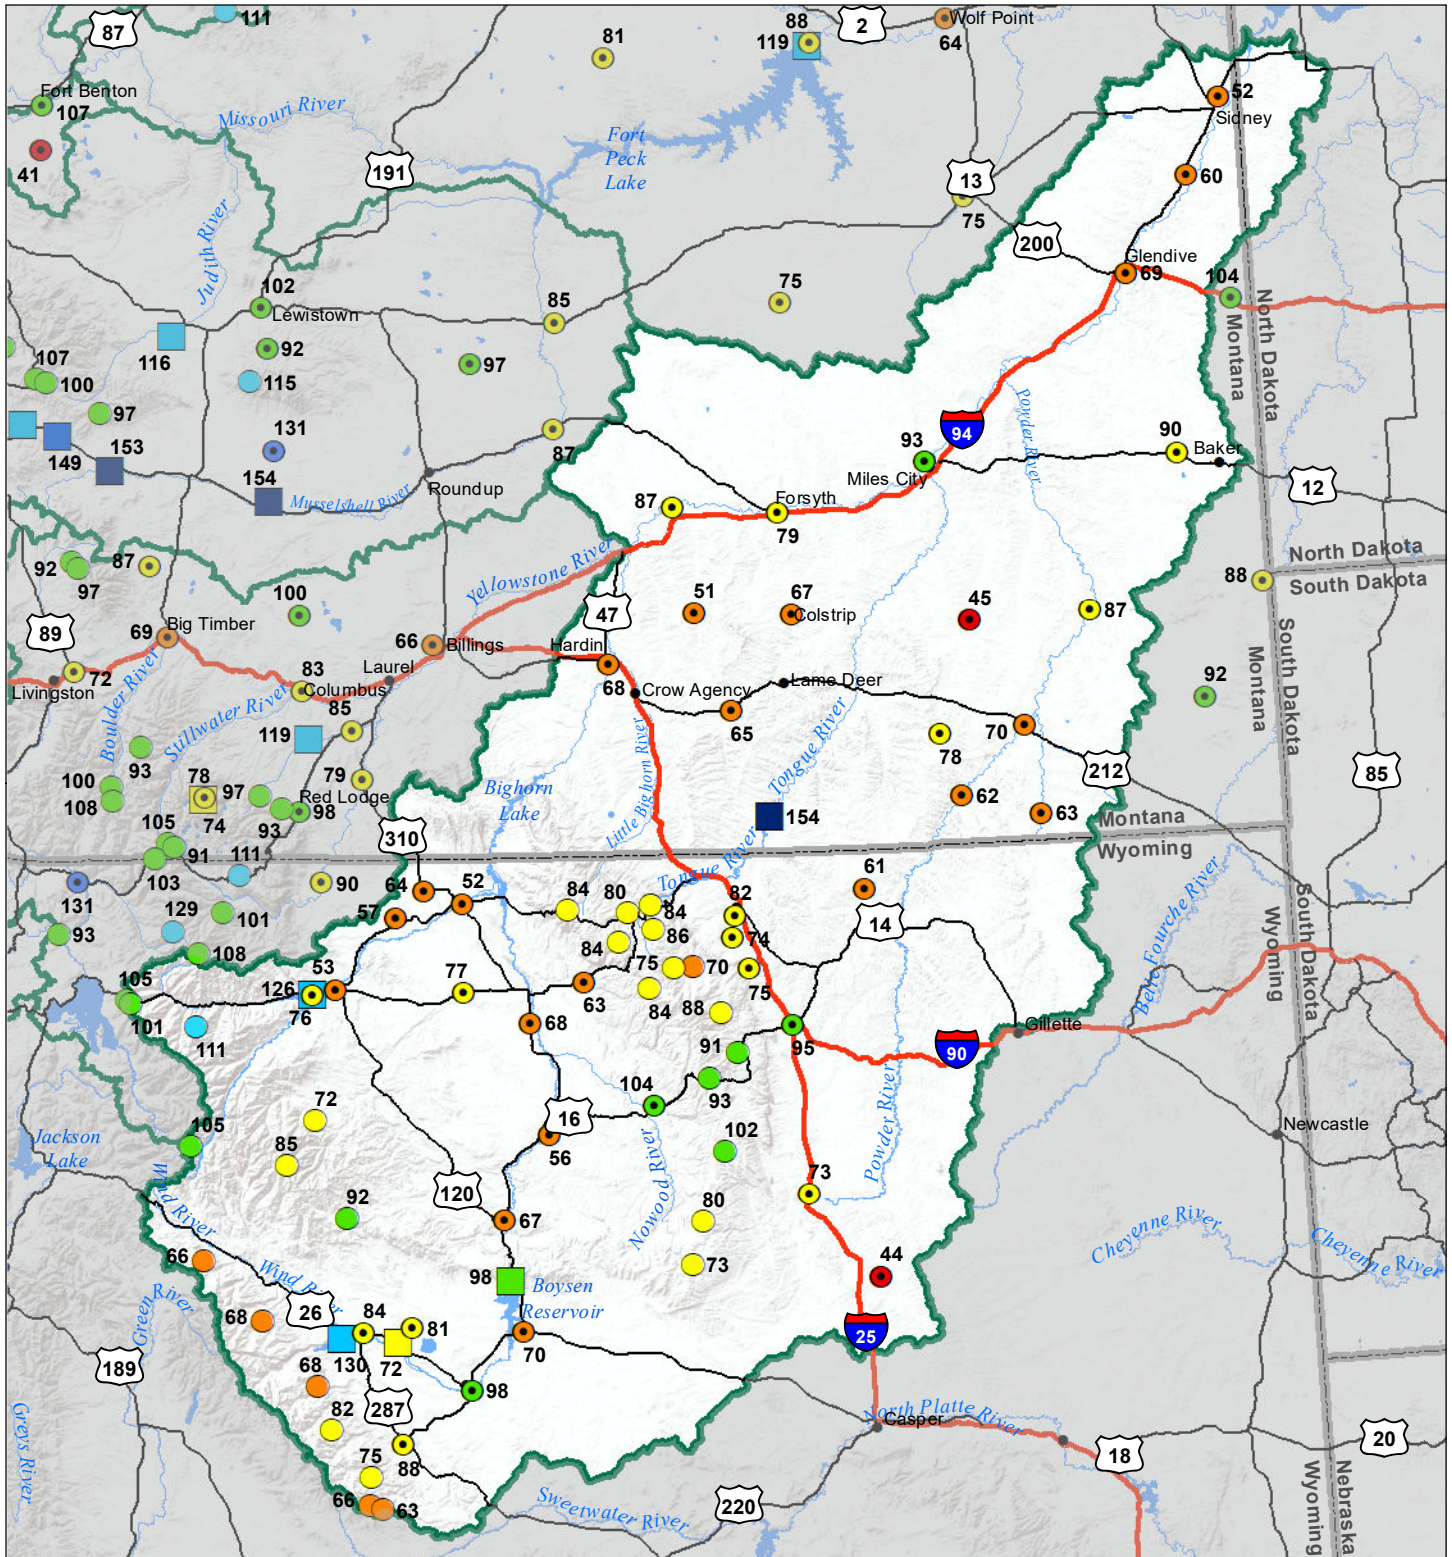 87
111
81
88
119
2
Wolf Point
64
Fort Benton
107
Missouri River
Fort
Peck
Lake
52
Sidney
41
191
13
60
75
Judith River
200
Glendive
69
104
North Dakota
Montana
102
Lewistown
85
75
116
92
107
100
115
97
97
Powder River
131
87
93
94
90
Baker
149
153
154
Miles City
Musselshell River
Roundup
12
87
Forsyth
79
92
97
87
Yellowstone River
North Dakota
South Dakota
88
100
47
51
67
Colstrip
45
87
89
69
Big Timber
66
Billings
Hardin
South Dakota
Montana
72
Livingston
83
Columbus
Laurel
68
Crow Agency
Lame Deer
92
Boulder River
Stillwater River
85
65
70
119
78
93
Little Bighorn River
Tongue River
212
85
100
108
78
74
97
79
Red Lodge
93
98
Bighorn
Lake
62
63
154
105
91
103
111
310
Montana
Wyoming
131
90
64
52
Tongue River
61
Belle Fourche River
South Dakota
Wyoming
129
101
57
84
80
84
82
93
108
84
86
74
14
105
101
126
53
76
77
63
75
70
75
84
111
68
88
95
Gillette
90
91
104
93
72
16
Powder River
Newcastle
Jackson
Lake
105
85
56
102
Nowood River
73
Wind River
92
120
67
80
Cheyenne River
Cheyenne River
66
73
44
Wind River
98
Boysen
Reservoir
Green River
68
26
84
81
25
130
72
70
189
68
98
287
82
North Platte River
Casper
20
Greys River
75
88
18
66
63
Sweetwater River
220
Wyoming
Nebraska